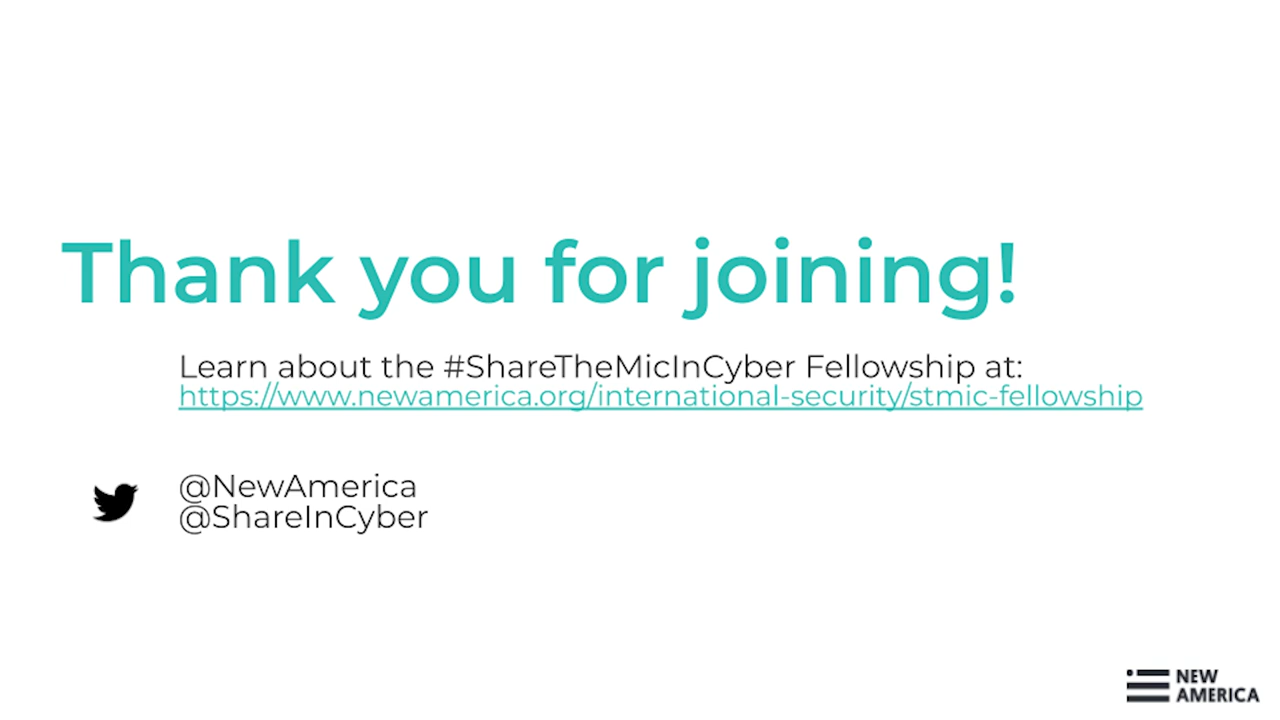 Thank you for joining!
Learn about the #ShareTheMicInCyber Fellowship at:
https://www.newamerica.org/international-security/stmic-fellowship
@NewAmerica
@ShareInCyber
NEW
AMERICA